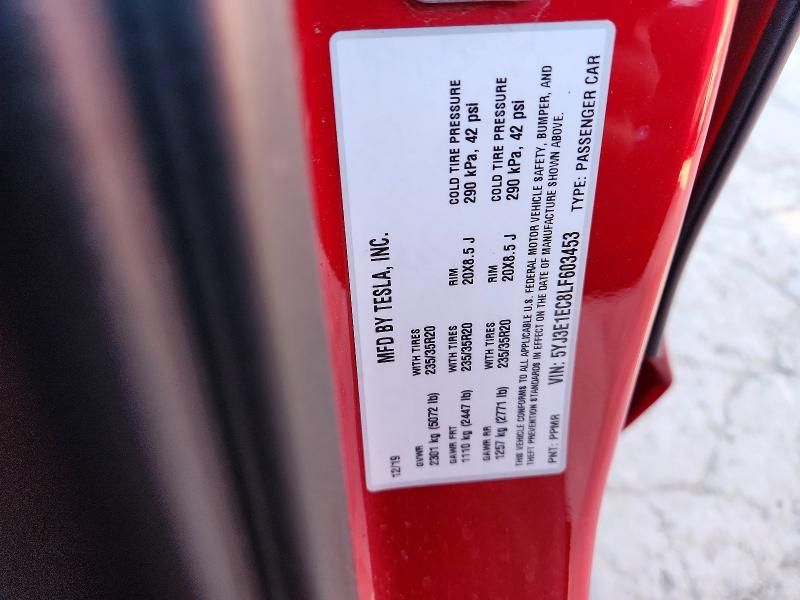 MFD BY TESLA, INC.
12/19
GVWR WITH TIRES
2301 kg (5072 lb) 235/35R20
GAWR FRT WITH TIRES RIM COLD TIRE PRESSURE
1110 kg (2447 lb) 235/35R20 20X8.5 J 290 kPa, 42 psi
GAWR RR WITH TIRES RIM COLD TIRE PRESSURE
1257 kg (2771 lb) 235/35R20 20X8.5 J 290 kPa, 42 psi
THIS VEHICLE CONFORMS TO ALL APPLICABLE U.S. FEDERAL MOTOR VEHICLE SAFETY, BUMPER, AND
THEFT PREVENTION STANDARDS IN EFFECT ON THE DATE OF MANUFACTURE SHOWN ABOVE.
PNT: PPMR VIN: 5YJ3E1EC8LF603453 TYPE: PASSENGER CAR